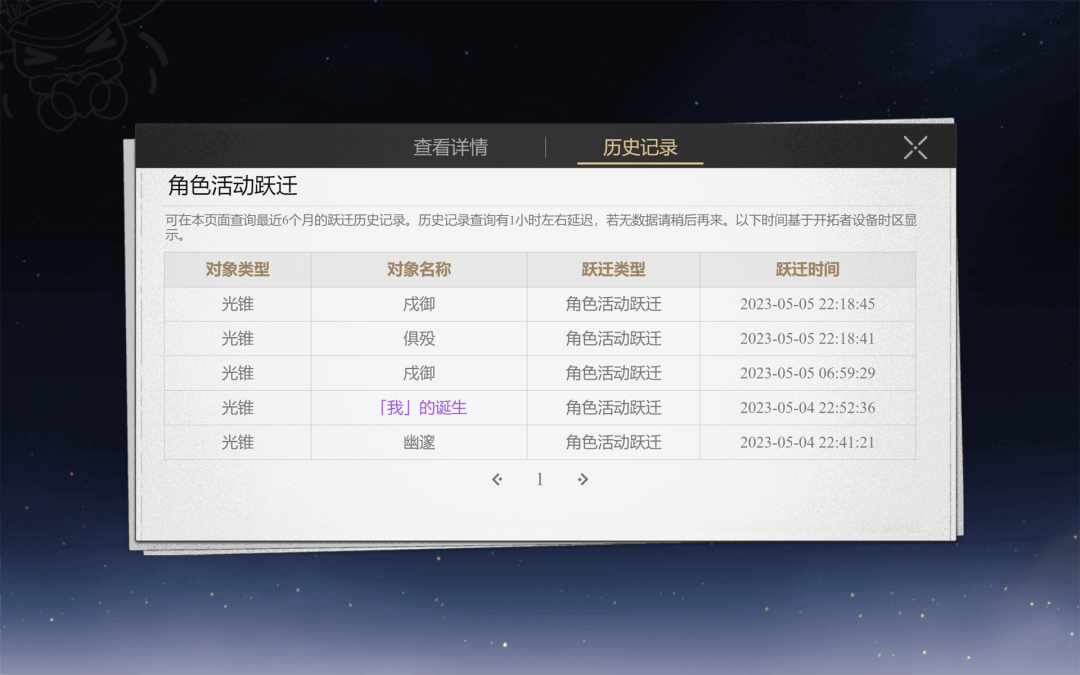 查看详情 历史记录
角色活动跃迁
可在本页面查询最近6个月的跃迁历史记录。历史记录查询有1小时左右延迟，若无数据请稍后再来。以下时间基于开拓者设备时区显
示。
对象类型 对象名称 跃迁类型 跃迁时间
光锥 戍御 角色活动跃迁 2023-05-05 22:18:45
光锥 俱殁 角色活动跃迁 2023-05-05 22:18:41
光锥 戍御 角色活动跃迁 2023-05-05 06:59:29
光锥 「我」的诞生 角色活动跃迁 2023-05-04 22:52:36
光锥 幽邃 角色活动跃迁 2023-05-04 22:41:21
1